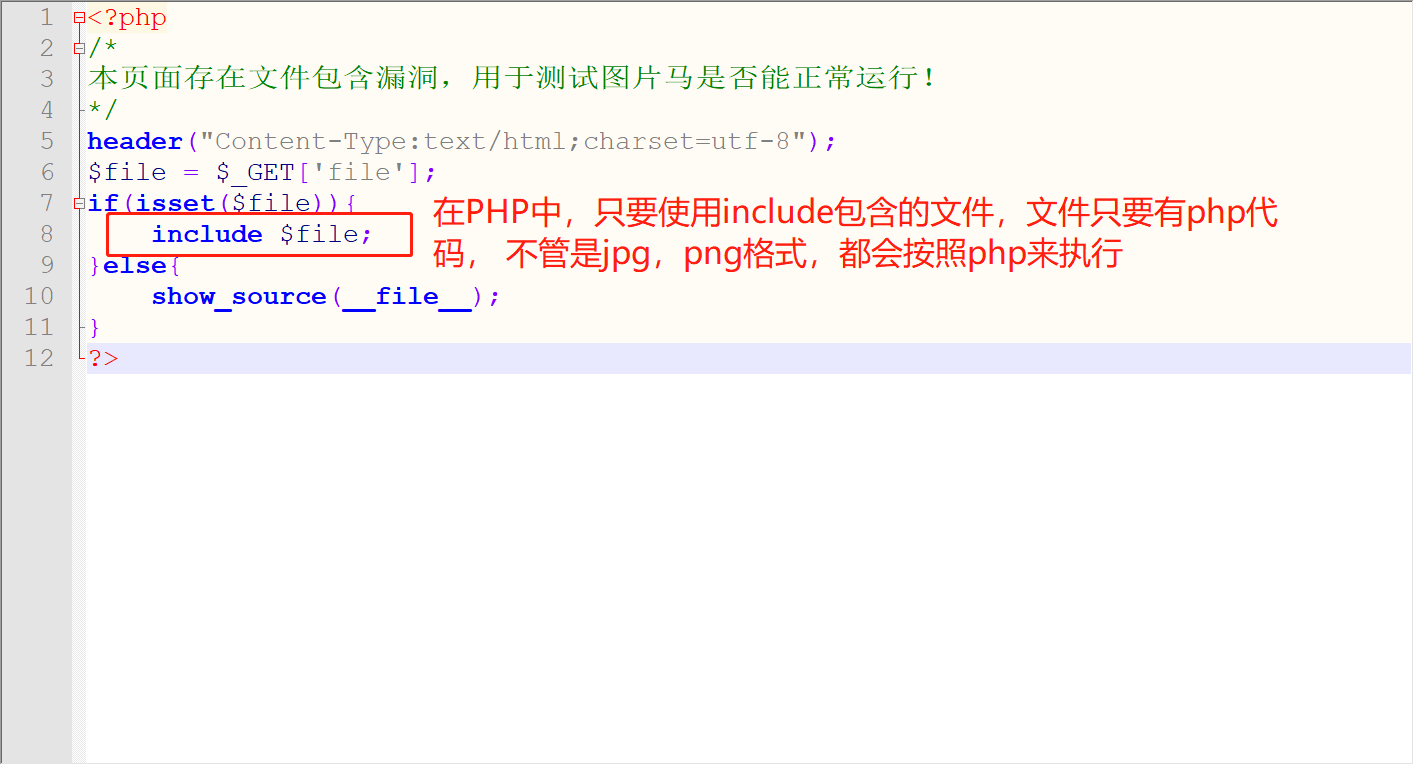 1 <?php
2 /*
3 本页面存在文件包含漏洞，用于测试图片马是否能正常运行！
4 */
5 header("Content-Type:text/html;charset=utf-8");
6 $file = $_GET['file'];
7 if(isset($file)){
在PHP中，只要使用include包含的文件，文件只要有php代
8 include $file;
码， 不管是jpg，png格式，都会按照php来执行
9 }else{
10 show_source(__file__);
11 }
12 ?>